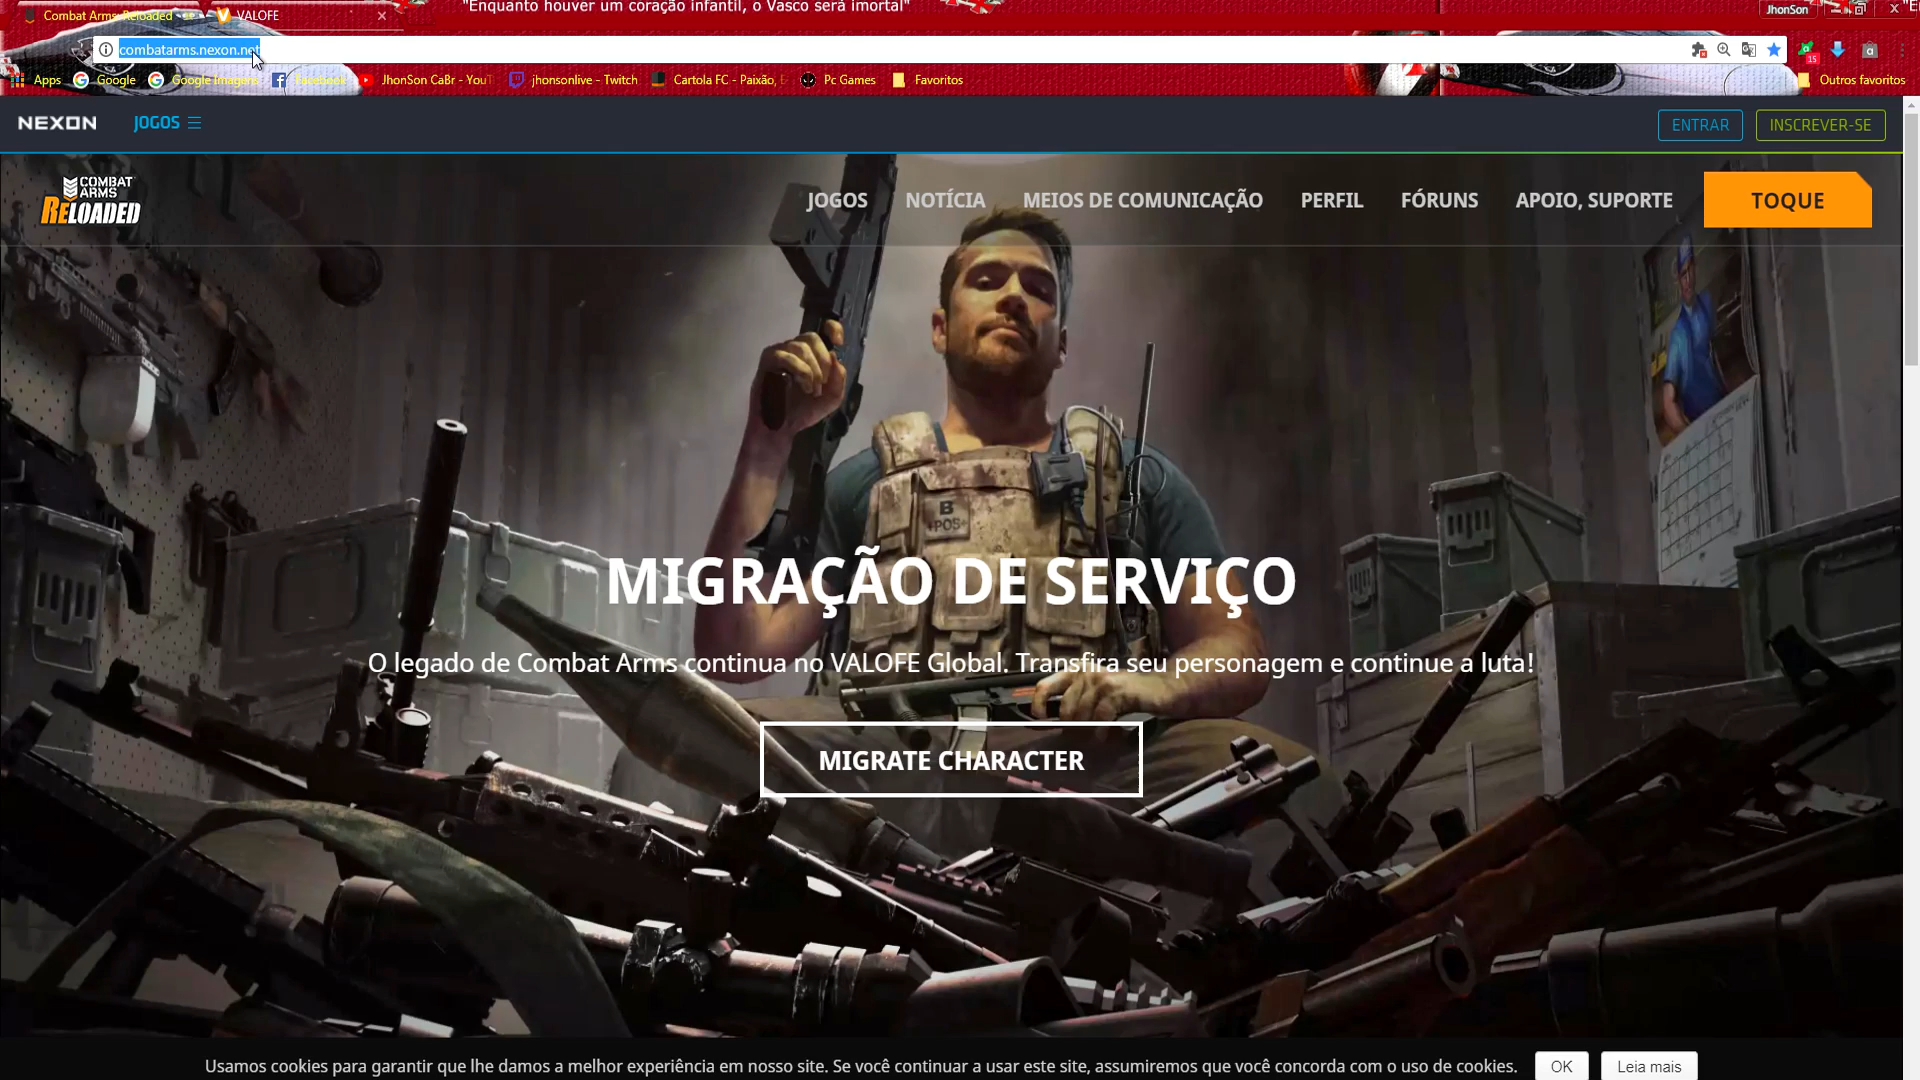 "Enquanto houver um coração infantil, o Vasco será imortal"
Combat Arms: Reloaded
VALOFE
JhonSon
combatarms.nexon.net
15
Apps
Google
Google Imagens
Facebook
JhonSon CaBr - YouT
jhonsonlive - Twitch
Cartola FC - Paixão,
Pc Games
Favoritos
Outros favoritos
NEXON
JOGOS
ENTRAR
INSCREVER-SE
COMBAT
ARMS
RELOADED
JOGOS
NOTÍCIA
MEIOS DE COMUNICAÇÃO
PERFIL
FÓRUNS
APOIO, SUPORTE
TOQUE
B
+POS+
MIGRAÇÃO DE SERVIÇO
O legado de Combat Arms continua no VALOFE Global. Transfira seu personagem e continue a luta!
MIGRATE CHARACTER
Usamos cookies para garantir que lhe damos a melhor experiência em nosso site. Se você continuar a usar este site, assumiremos que você concorda com o uso de cookies.
OK
Leia mais